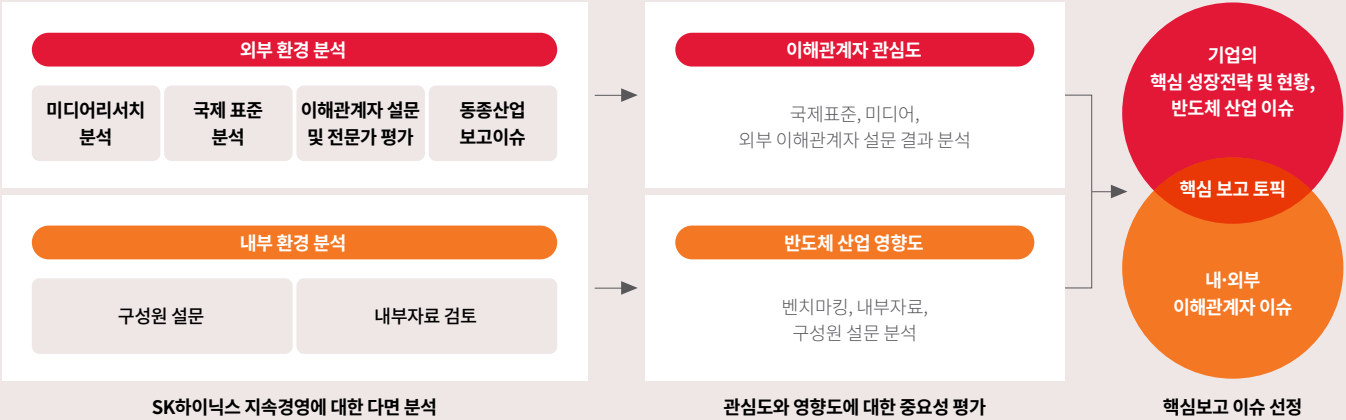 외부 환경 분석
미디어리서치
분석
국제 표준
분석
이해관계자 설문
및 전문가 평가
동종산업
보고이슈
내부 환경 분석
구성원 설문
내부자료 검토
SK하이닉스 지속경영에 대한 다면 분석
이해관계자 관심도
국제표준, 미디어,
외부 이해관계자 설문 결과 분석
반도체 산업 영향도
벤치마킹, 내부자료,
구성원 설문 분석
관심도와 영향도에 대한 중요성 평가
기업의
핵심 성장전략 및 현황,
반도체 산업 이슈
핵심 보고 토픽
내·외부
이해관계자 이슈
핵심보고 이슈 선정